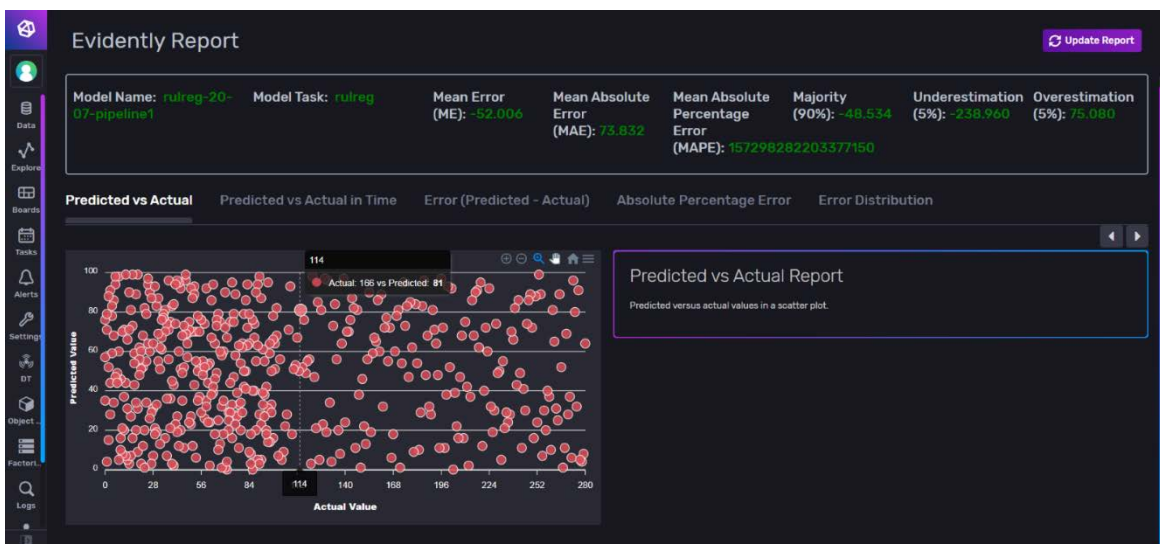 Evidently Report
Update Report
Model Name: rulreg-20-07-pipeline1
Model Task: rulreg
Mean Error (ME): -52.006
Mean Absolute Error (MAE): 73.832
Mean Absolute Percentage Error (MAPE): 157298282203377150
Majority (90%): -48.534
Underestimation (5%): -238.960
Overestimation (5%): 75.080
Data
Explore
Boards
Tasks
Alerts
Settings
DT
Object ..
Factori..
Logs
Predicted vs Actual
Predicted vs Actual in Time
Error (Predicted - Actual)
Absolute Percentage Error
Error Distribution
114
Actual: 166 vs Predicted: 81
Predicted Value
100
80
60
40
20
0
0 28 56 84 114 140 168 196 224 252 280
Actual Value
Predicted vs Actual Report
Predicted versus actual values in a scatter plot.